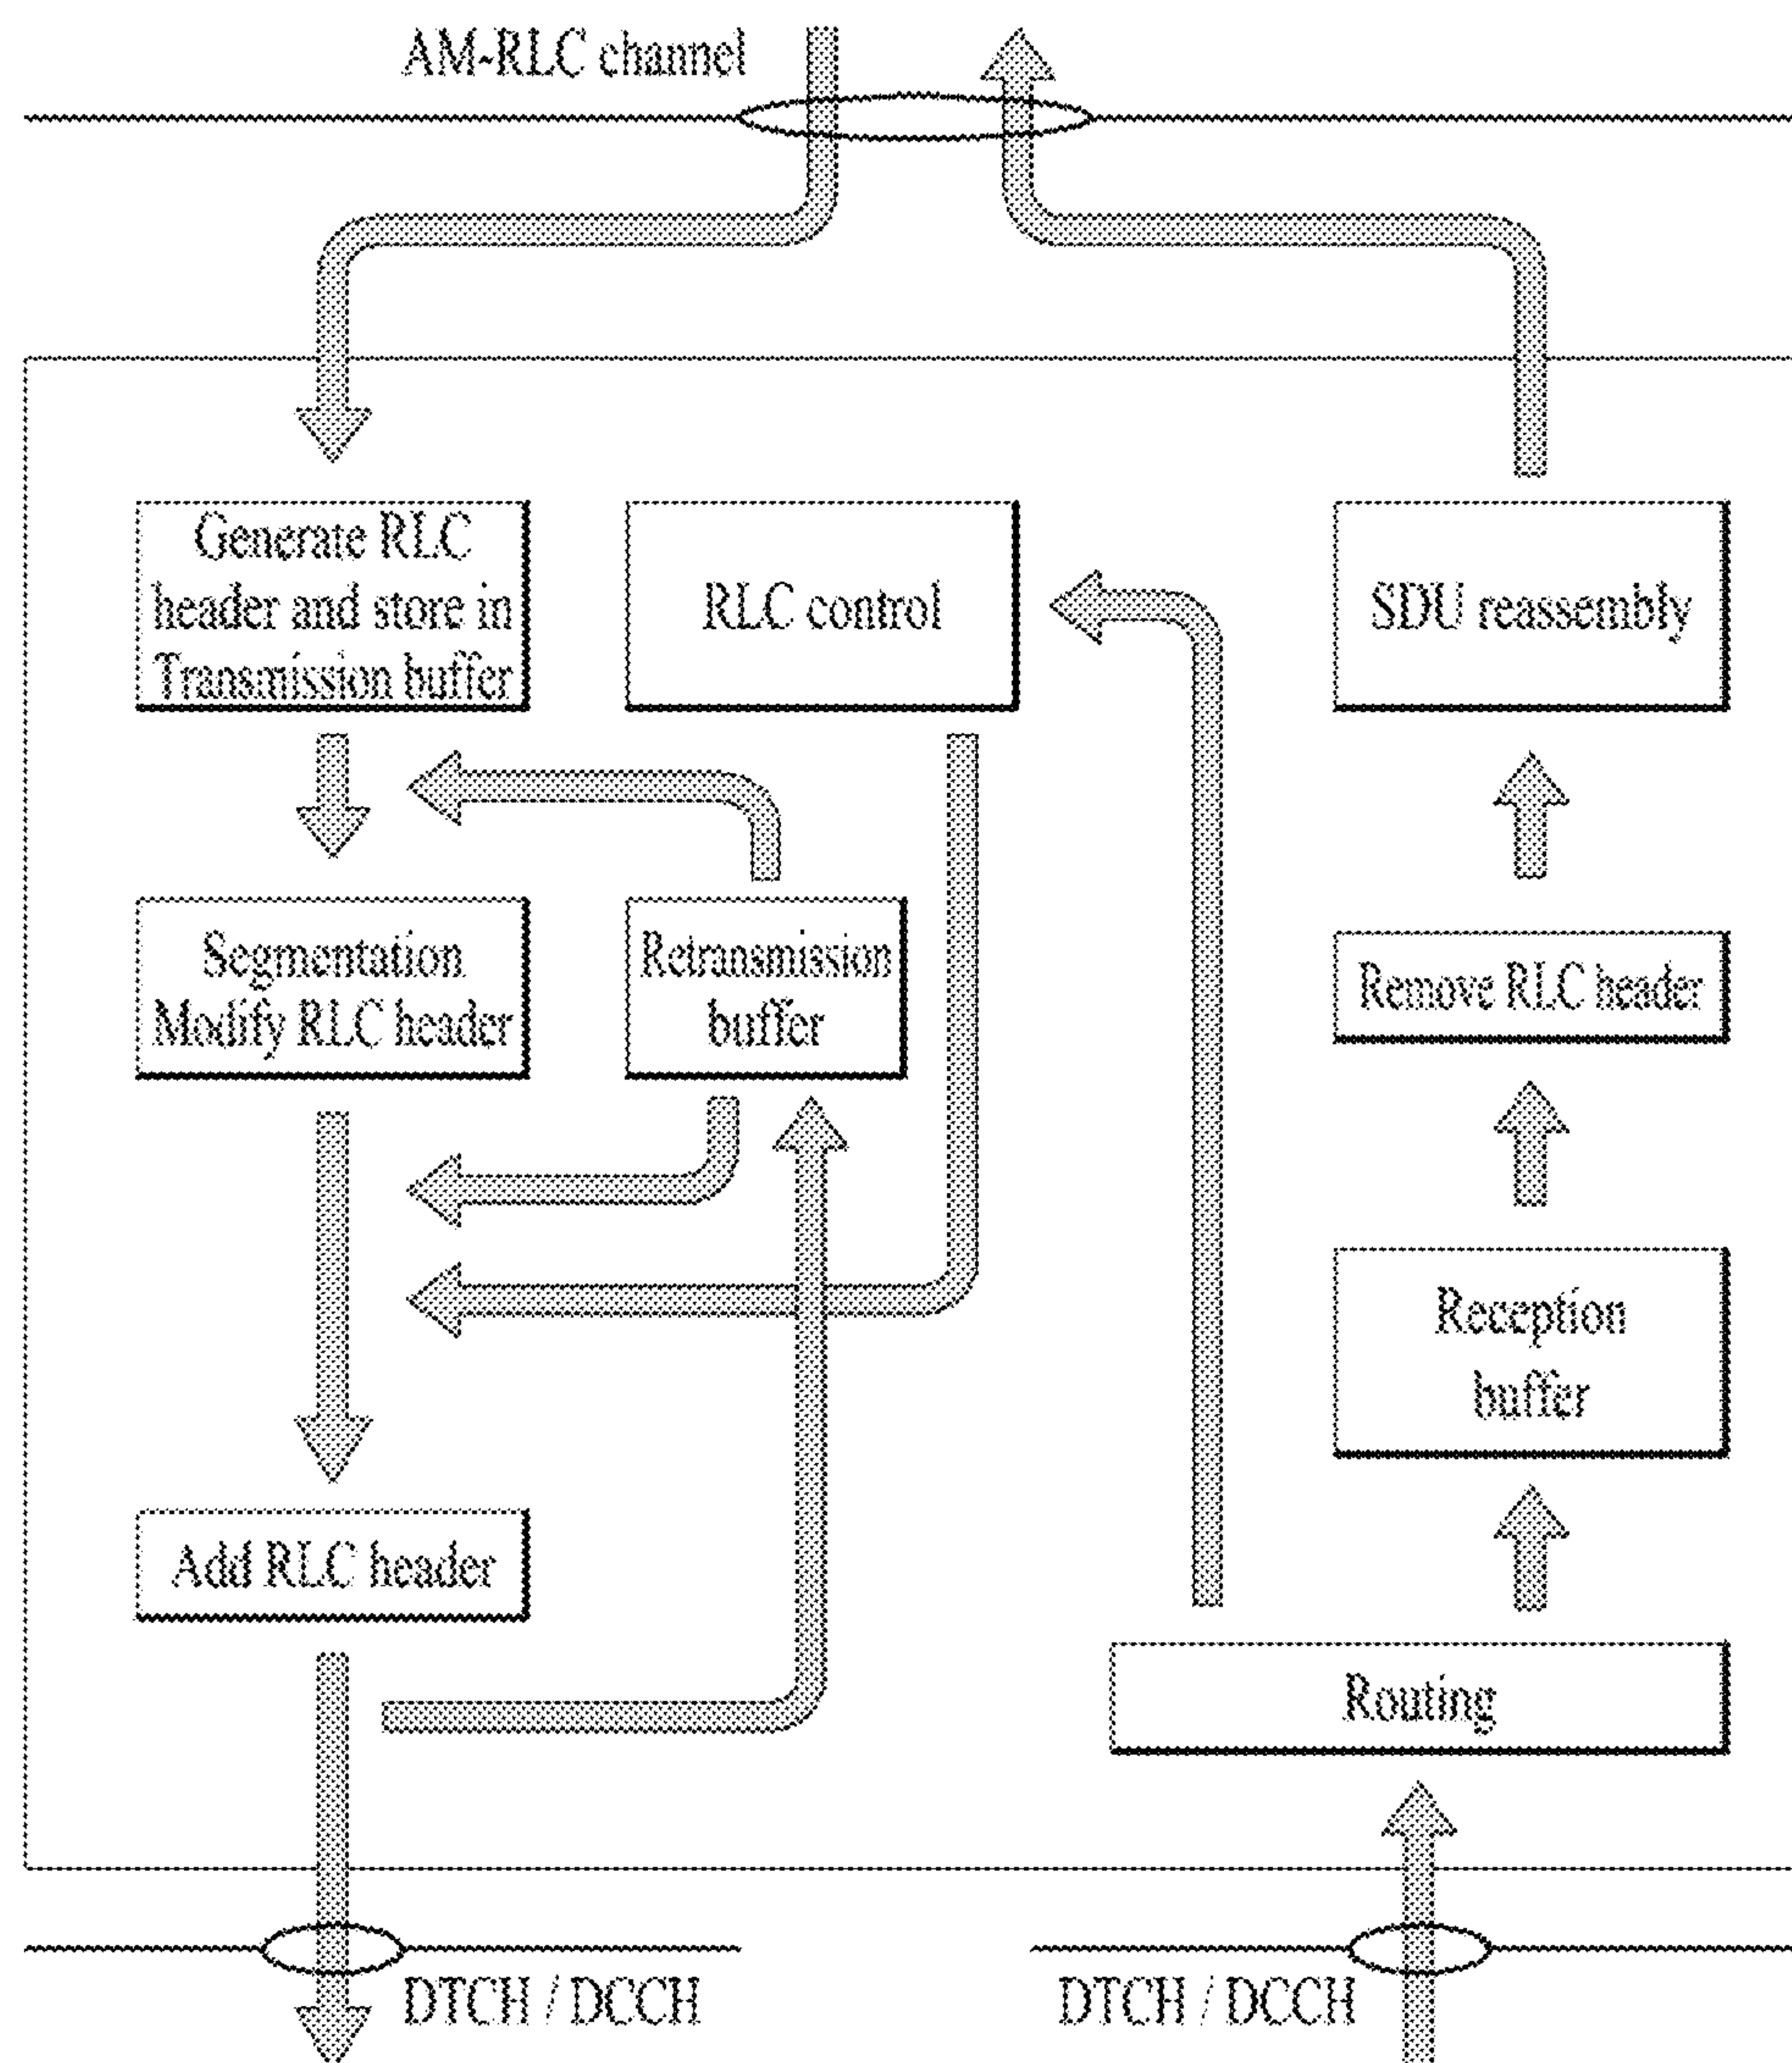 AM-RLC channel
Generate RLC
header and store in
Transmission buffer
RLC control
SDU reassembly
Segmentation
Modify RLC header
Retransmission
buffer
Remove RLC header
Reception
buffer
Add RLC header
Routing
DTCH / DCCH
DTCH / DCCH